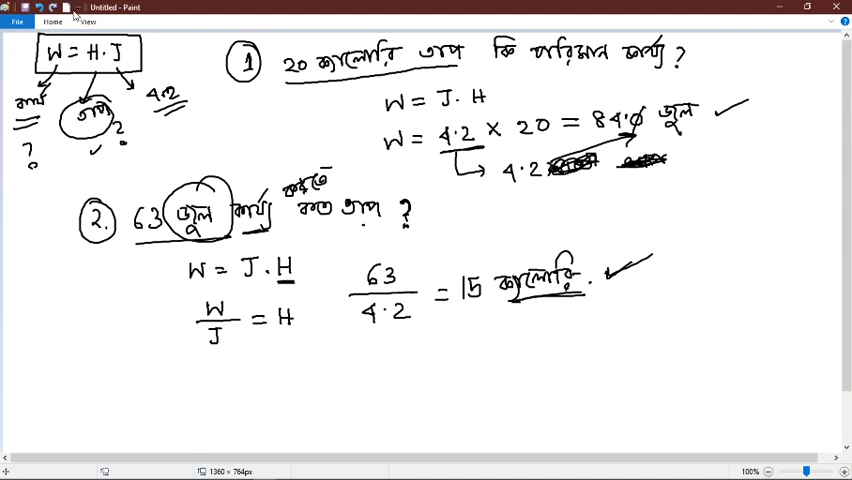 Untitled - Paint
File Home View
W = H · J
কার্য তাপ 4.2
?
?
1 20 ক্যালোরি তাপ কি পরিমান কার্য্য ?
W = J · H
W = 4.2 × 20 = 84.0 জুল
4.2
2. 63 জুল কার্য্য করতে কত তাপ ?
W = J · H
W/J = H
63/4.2 = 15 ক্যালোরি.
1360 × 764px 100%